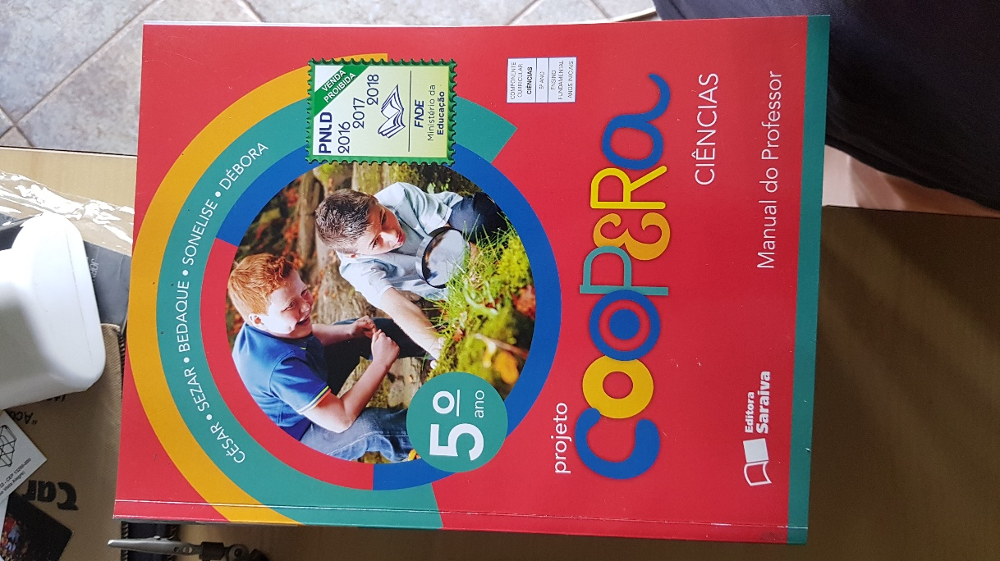 CÉSAR • SEZAR • BEDAQUE • SONELISE • DÉBORA
VENDA
PROIBIDA
PNLD
2016
2017
2018
FNDE
Ministério da
Educação
5º
ano
COMPONENTE
CURRICULAR
CIÊNCIAS
5º ANO
ENSINO
FUNDAMENTAL
ANOS INICIAIS
projeto
COOPERA
CIÊNCIAS
Manual do Professor
Editora
Saraiva
Car